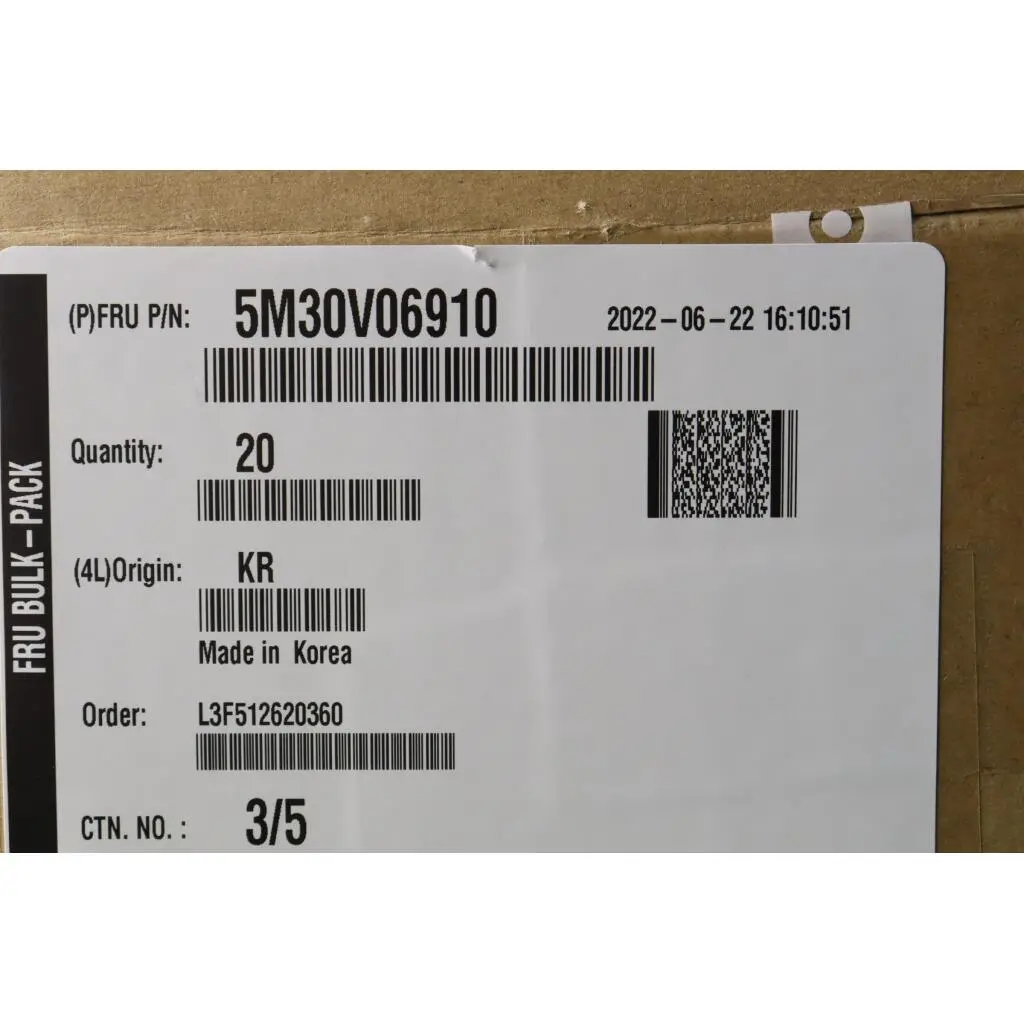 (P)FRU P/N: 5M30V06910 2022-06-22 16:10:51
Quantity: 20
(4L)Origin: KR
Made in Korea
Order: L3F512620360
CTN. NO. : 3/5
FRU BULK-PACK